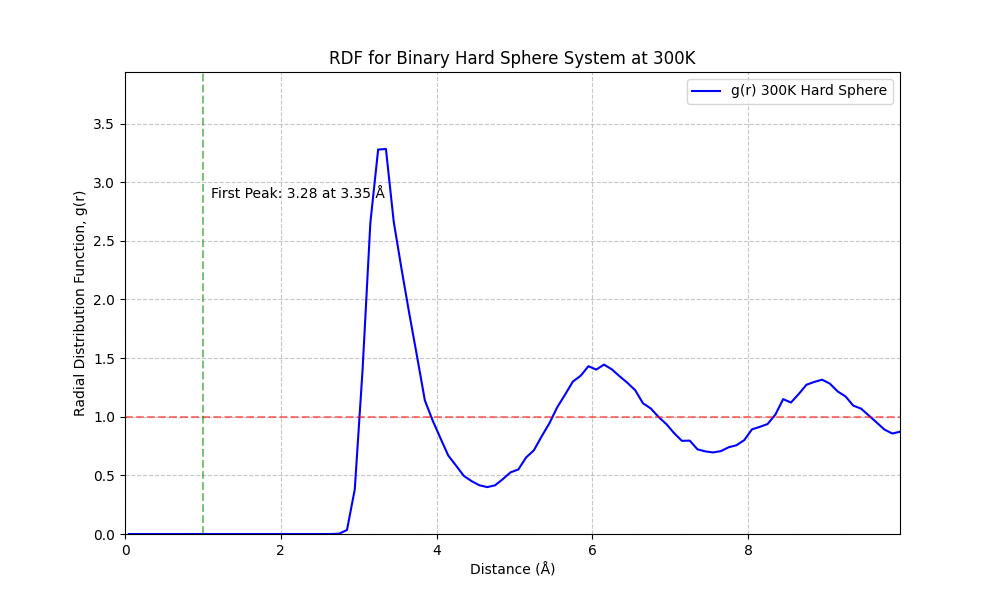 RDF for Binary Hard Sphere System at 300K
g(r) 300K Hard Sphere
First Peak: 3.28 at 3.35 Å
Radial Distribution Function, g(r)
3.5
3.0
2.5
2.0
1.5
1.0
0.5
0.0
0 2 4 6 8
Distance (Å)